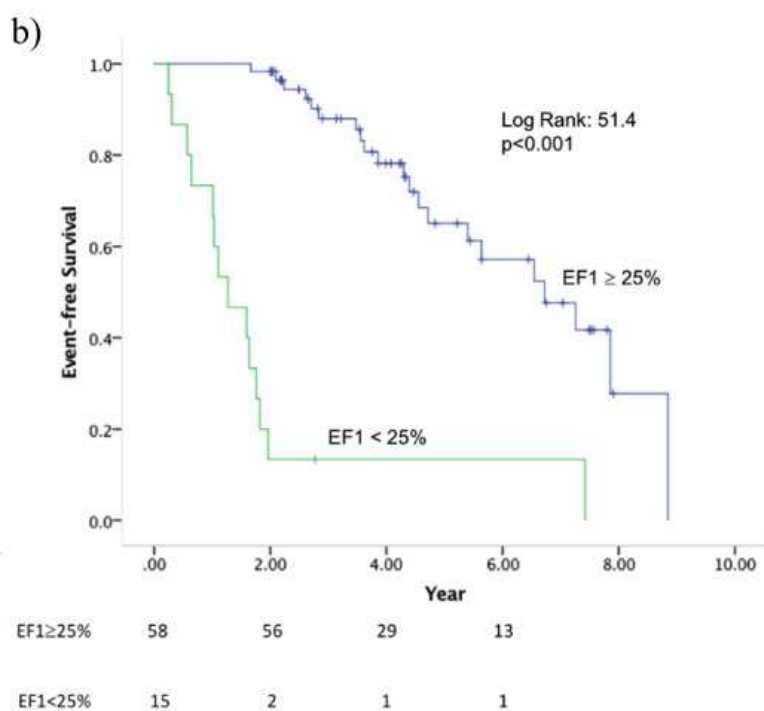 b)
1.0
0.8
0.6
0.4
0.2
0.0
Event-free Survival
Log Rank: 51.4
p<0.001
EF1 ≥ 25%
EF1 < 25%
.00 2.00 4.00 6.00 8.00 10.00
Year
EF1≥25% 58 56 29 13
EF1<25% 15 2 1 1